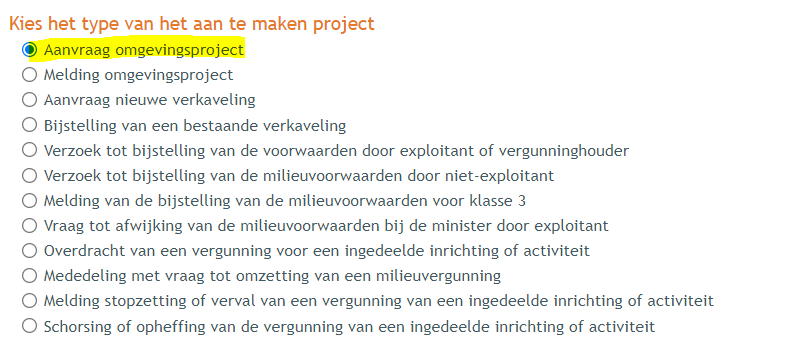 Kies het type van het aan te maken project
Aanvraag omgevingsproject
Melding omgevingsproject
Aanvraag nieuwe verkaveling
Bijstelling van een bestaande verkaveling
Verzoek tot bijstelling van de voorwaarden door exploitant of vergunninghouder
Verzoek tot bijstelling van de milieuvoorwaarden door niet-exploitant
Melding van de bijstelling van de milieuvoorwaarden voor klasse 3
Vraag tot afwijking van de milieuvoorwaarden bij de minister door exploitant
Overdracht van een vergunning voor een ingedeelde inrichting of activiteit
Mededeling met vraag tot omzetting van een milieuvergunning
Melding stopzetting of verval van een vergunning van een ingedeelde inrichting of activiteit
Schorsing of opheffing van de vergunning van een ingedeelde inrichting of activiteit